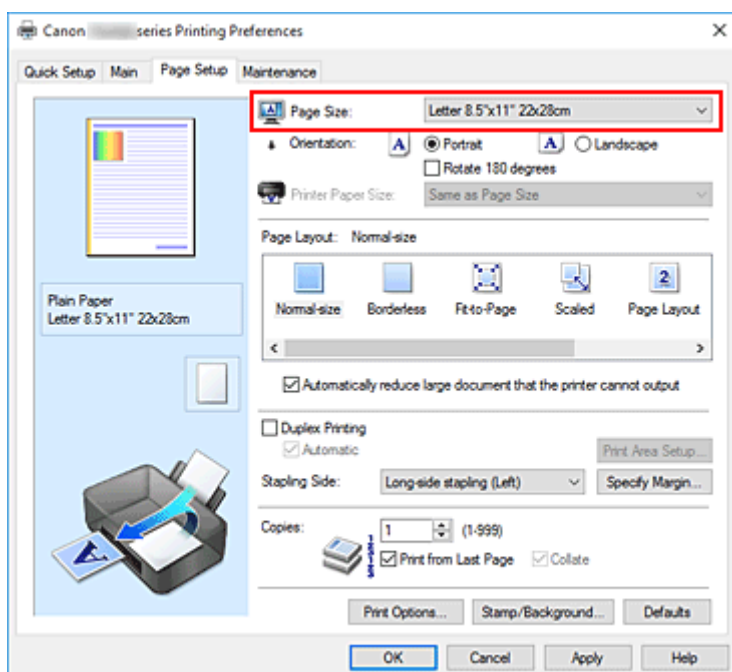 Canon series Printing Preferences
Quick Setup Main Page Setup Maintenance
Page Size: Letter 8.5"x11" 22x28cm
Orientation: A Portrait A Landscape
Rotate 180 degrees
Printer Paper Size: Same as Page Size
Page Layout: Normal-size
2
Normal-size Borderless Fit-to-Page Scaled Page Layout
Plain Paper
Letter 8.5"x11" 22x28cm
Automatically reduce large document that the printer cannot output
Duplex Printing
Automatic
Print Area Setup...
Stapling Side: Long-side stapling (Left) Specify Margin...
A
Copies: 1 (1-999)
Print from Last Page Collate
Print Options... Stamp/Background... Defaults
OK Cancel Apply Help